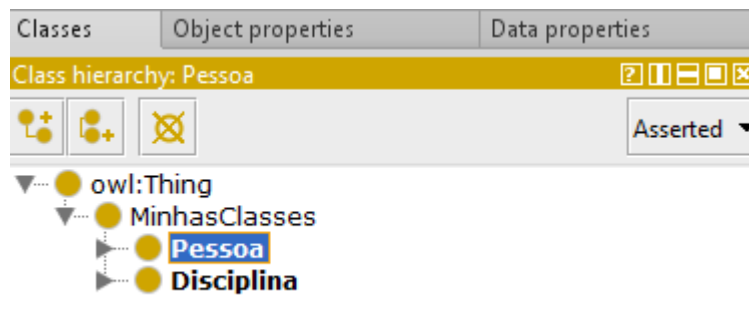 Classes Object properties Data properties
Class hierarchy: Pessoa
Asserted
owl:Thing
MinhasClasses
Pessoa
Disciplina